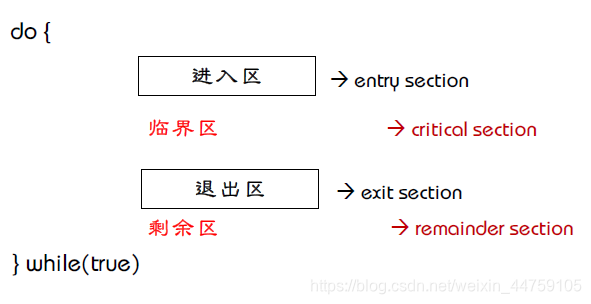 do {
进入区 → entry section
临界区 → critical section
退出区 → exit section
剩余区 → remainder section
} while(true)
https://blog.csdn.net/weixin_44759105